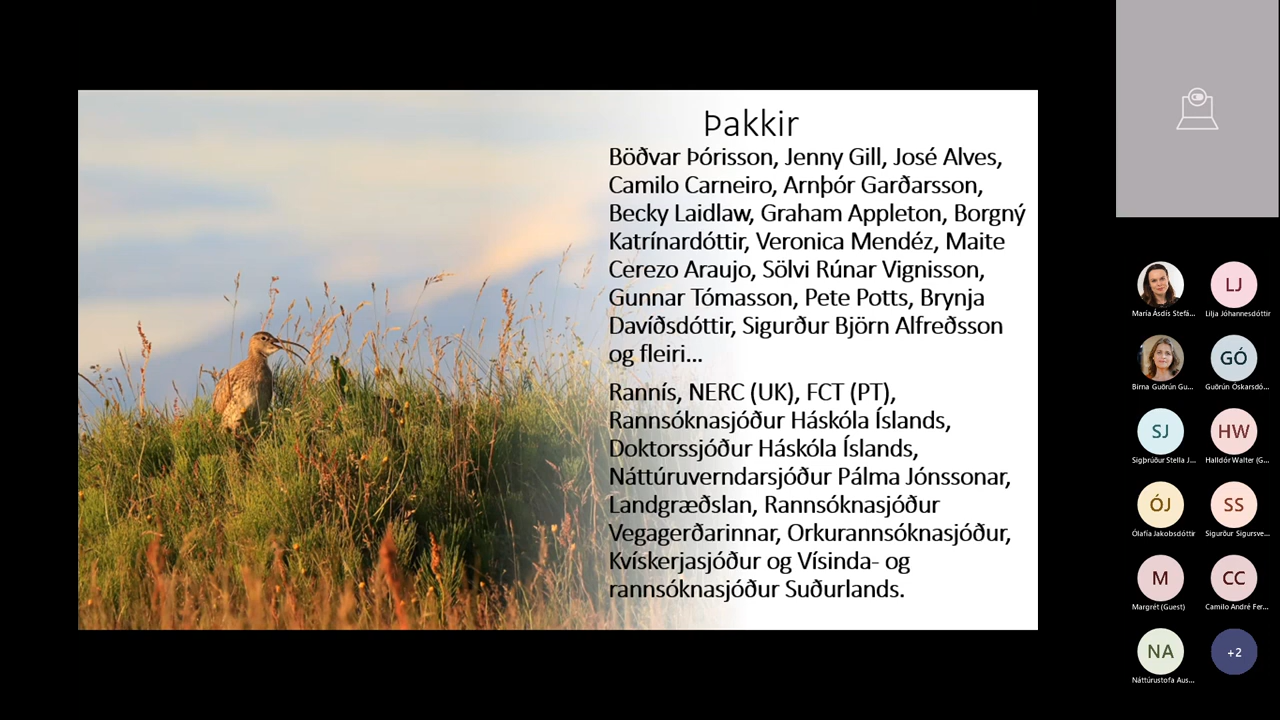 Þakkir
Böðvar Þórisson, Jenny Gill, José Alves,
Camilo Carneiro, Arnþór Garðarsson,
Becky Laidlaw, Graham Appleton, Borgný
Katrínardóttir, Veronica Mendéz, Maite
Cerezo Araujo, Sölvi Rúnar Vignisson,
Gunnar Tómasson, Pete Potts, Brynja
Davíðsdóttir, Sigurður Björn Alfreðsson
og fleiri...
Rannís, NERC (UK), FCT (PT),
Rannsóknasjóður Háskóla Íslands,
Doktorssjóður Háskóla Íslands,
Náttúruverndarsjóður Pálma Jónssonar,
Landgræðslan, Rannsóknasjóður
Vegagerðarinnar, Orkurannsóknasjóður,
Kvískerjasjóður og Vísinda- og
rannsóknasjóður Suðurlands.
LJ
María Ásdís Stefá... Lilja Jóhannesdóttir
GÓ
Birna Guðrún Gu... Guðrún Óskarsdó...
SJ HW
Sigþrúður Stella J... Halldór Walter (G...
ÓJ SS
Ólafía Jakobsdóttir Sigurður Sigursve...
M CC
Margrét (Guest) Camilo André Fer...
NA +2
Náttúrustofa Aus...